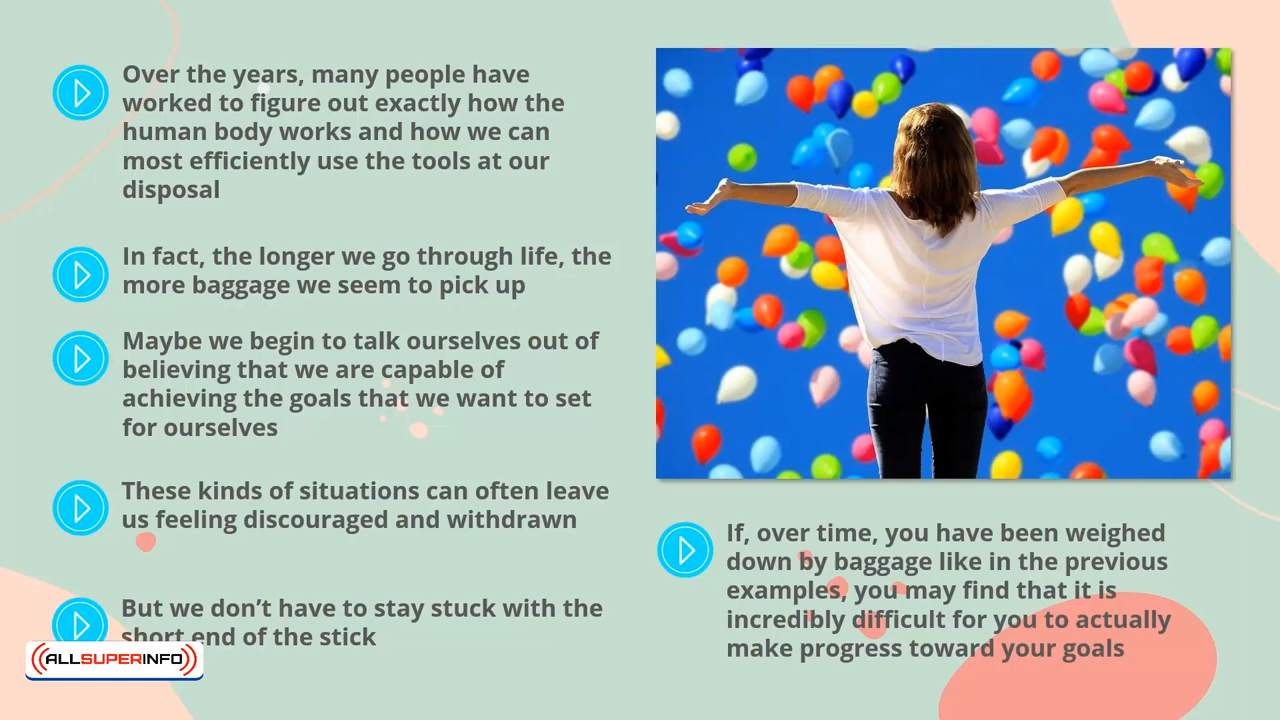 Over the years, many people have
worked to figure out exactly how the
human body works and how we can
most efficiently use the tools at our
disposal
In fact, the longer we go through life, the
more baggage we seem to pick up
Maybe we begin to talk ourselves out of
believing that we are capable of
achieving the goals that we want to set
for ourselves
These kinds of situations can often leave
us feeling discouraged and withdrawn
But we don’t have to stay stuck with the
short end of the stick
ALLSUPERINFO
If, over time, you have been weighed
down by baggage like in the previous
examples, you may find that it is
incredibly difficult for you to actually
make progress toward your goals